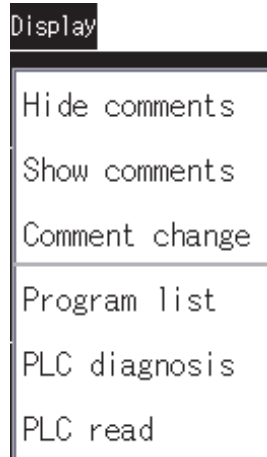 Display
Hide comments
Show comments
Comment change
Program list
PLC diagnosis
PLC read